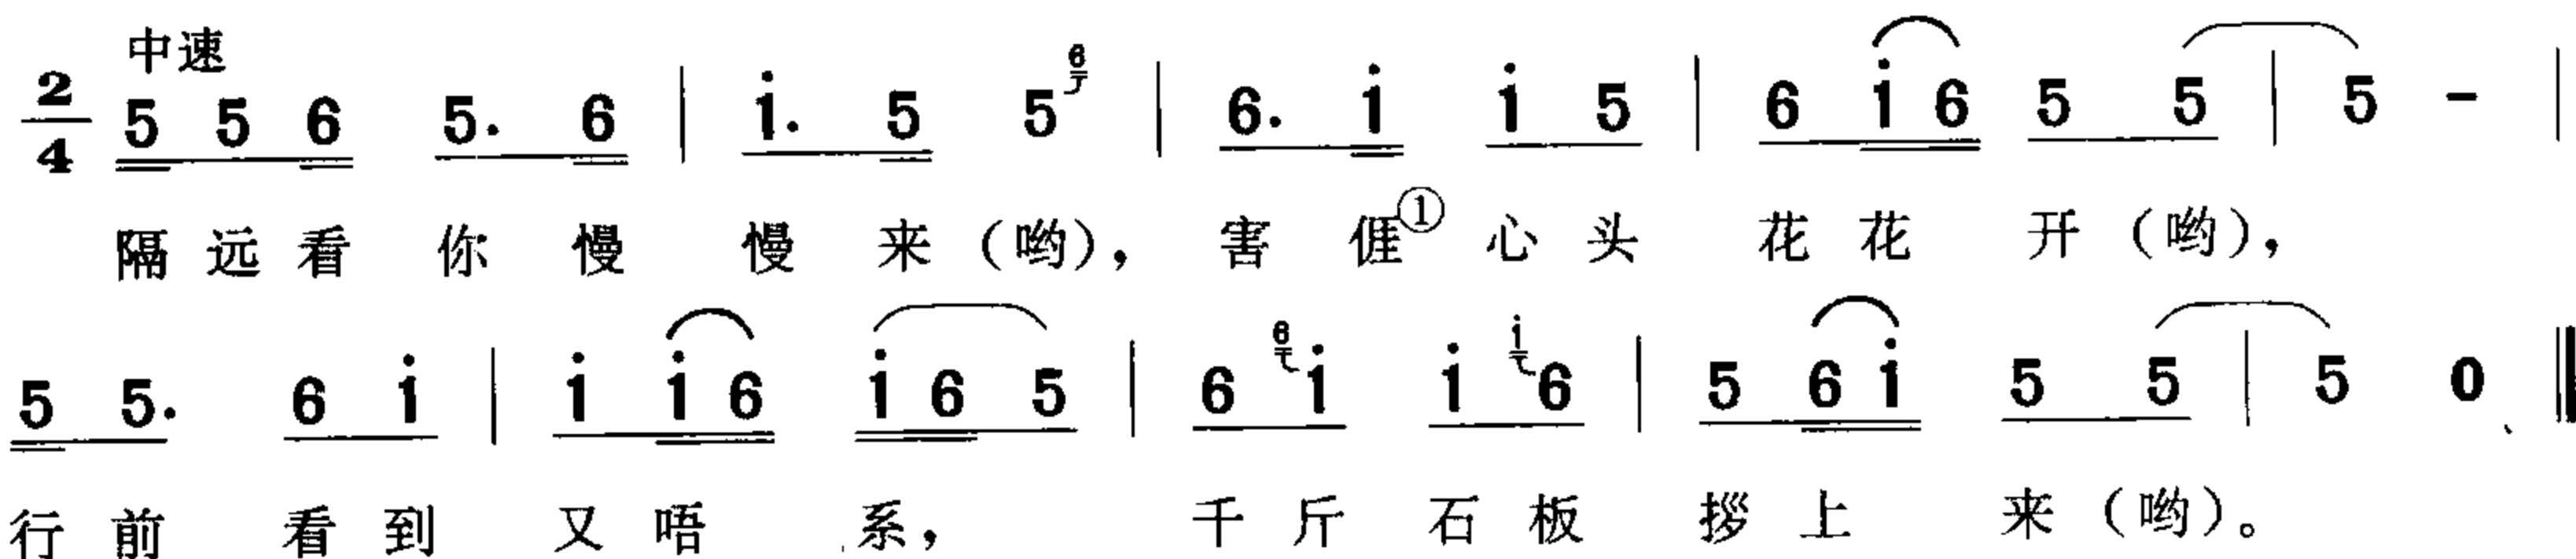 中速
2/4 5 5 6 5. 6 | i. 5 5 6 | 6. i i 5 | 6 i 6 5 5 | 5 - |
隔远看 你 慢 慢 来（哟）， 害 𠊎① 心 头 花 花 开（哟），
5 5. 6 i | i i 6 i 6 5 | 6 6 i i i 6 | 5 6 i 5 5 | 5 0 ‖
行 前 看 到 又 唔 系， 千 斤 石 板 拶 上 来（哟）。